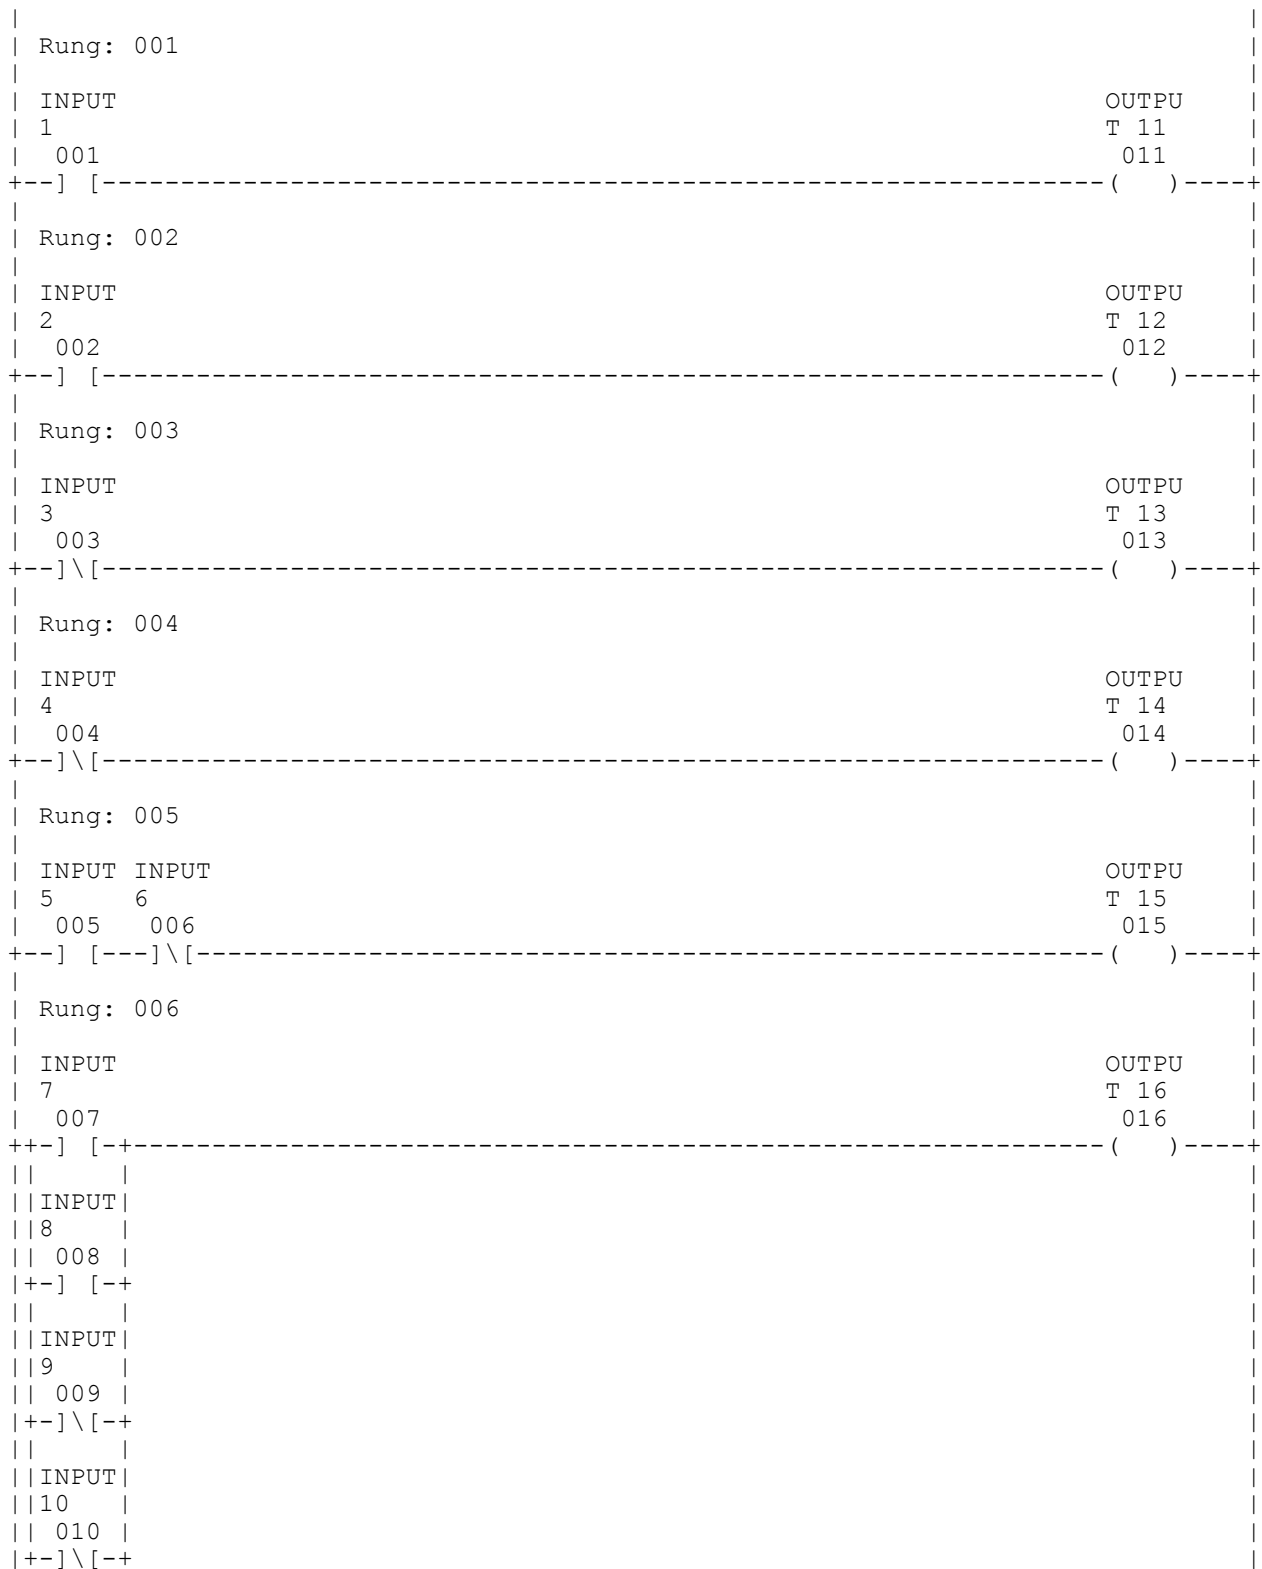 |                                                                               |
| Rung: 001                                                                     |
|                                                                               |
| INPUT                                                               OUTPU     |
| 1                                                                   T 11      |
|  001                                                                 011      |
+--] [----------------------------------------------------------------(   )----+
|                                                                               |
| Rung: 002                                                                     |
|                                                                               |
| INPUT                                                               OUTPU     |
| 2                                                                   T 12      |
|  002                                                                 012      |
+--] [----------------------------------------------------------------(   )----+
|                                                                               |
| Rung: 003                                                                     |
|                                                                               |
| INPUT                                                               OUTPU     |
| 3                                                                   T 13      |
|  003                                                                 013      |
+--]\[----------------------------------------------------------------(   )----+
|                                                                               |
| Rung: 004                                                                     |
|                                                                               |
| INPUT                                                               OUTPU     |
| 4                                                                   T 14      |
|  004                                                                 014      |
+--]\[----------------------------------------------------------------(   )----+
|                                                                               |
| Rung: 005                                                                     |
|                                                                               |
| INPUT INPUT                                                         OUTPU     |
| 5     6                                                             T 15      |
|  005   006                                                           015      |
+--] [---]\[----------------------------------------------------------(   )----+
|                                                                               |
| Rung: 006                                                                     |
|                                                                               |
| INPUT                                                               OUTPU     |
| 7                                                                   T 16      |
|  007                                                                 016      |
++-] [-+--------------------------------------------------------------(   )----+
||     |                                                                        |
||INPUT|                                                                        |
||8    |                                                                        |
|| 008 |                                                                        |
|+-] [-+                                                                        |
||     |                                                                        |
||INPUT|                                                                        |
||9    |                                                                        |
|| 009 |                                                                        |
|+-]\[-+                                                                        |
||     |                                                                        |
||INPUT|                                                                        |
||10   |                                                                        |
|| 010 |                                                                        |
|+-]\[-+                                                                        |